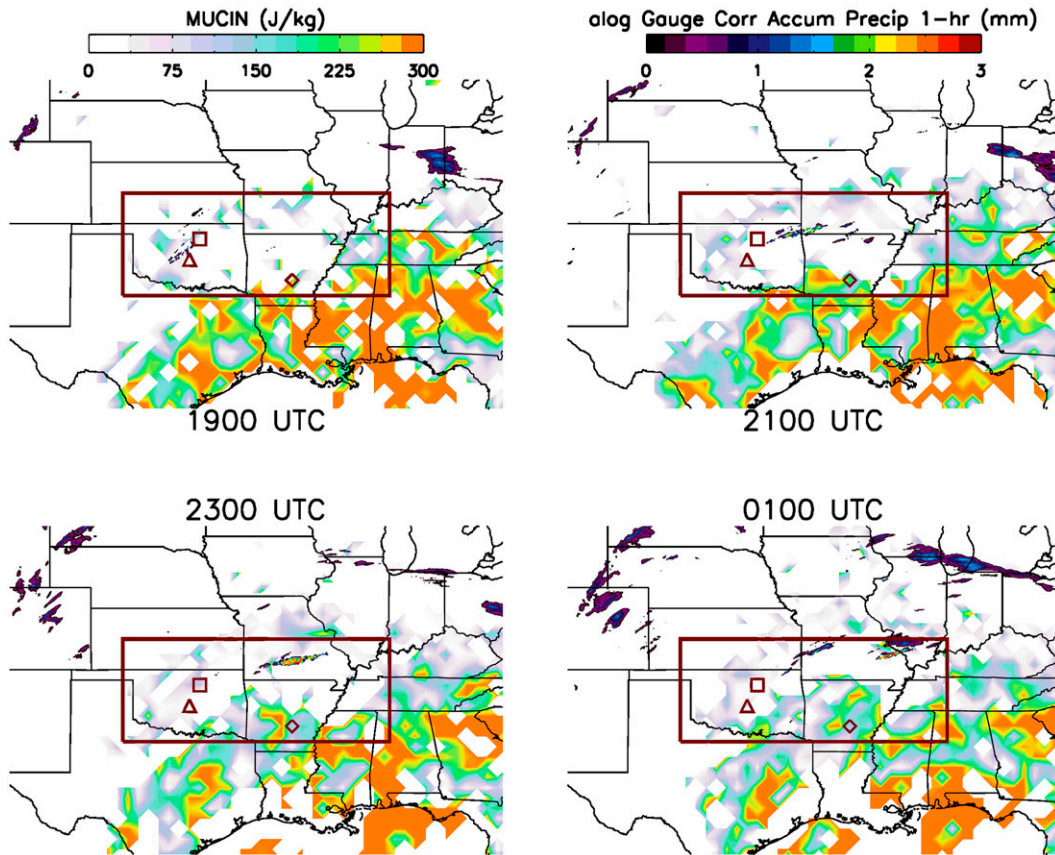 MUCIN (J/kg)
0 75 150 225 300
alog Gauge Corr Accum Precip 1-hr (mm)
0 1 2 3
1900 UTC
2100 UTC
2300 UTC
0100 UTC